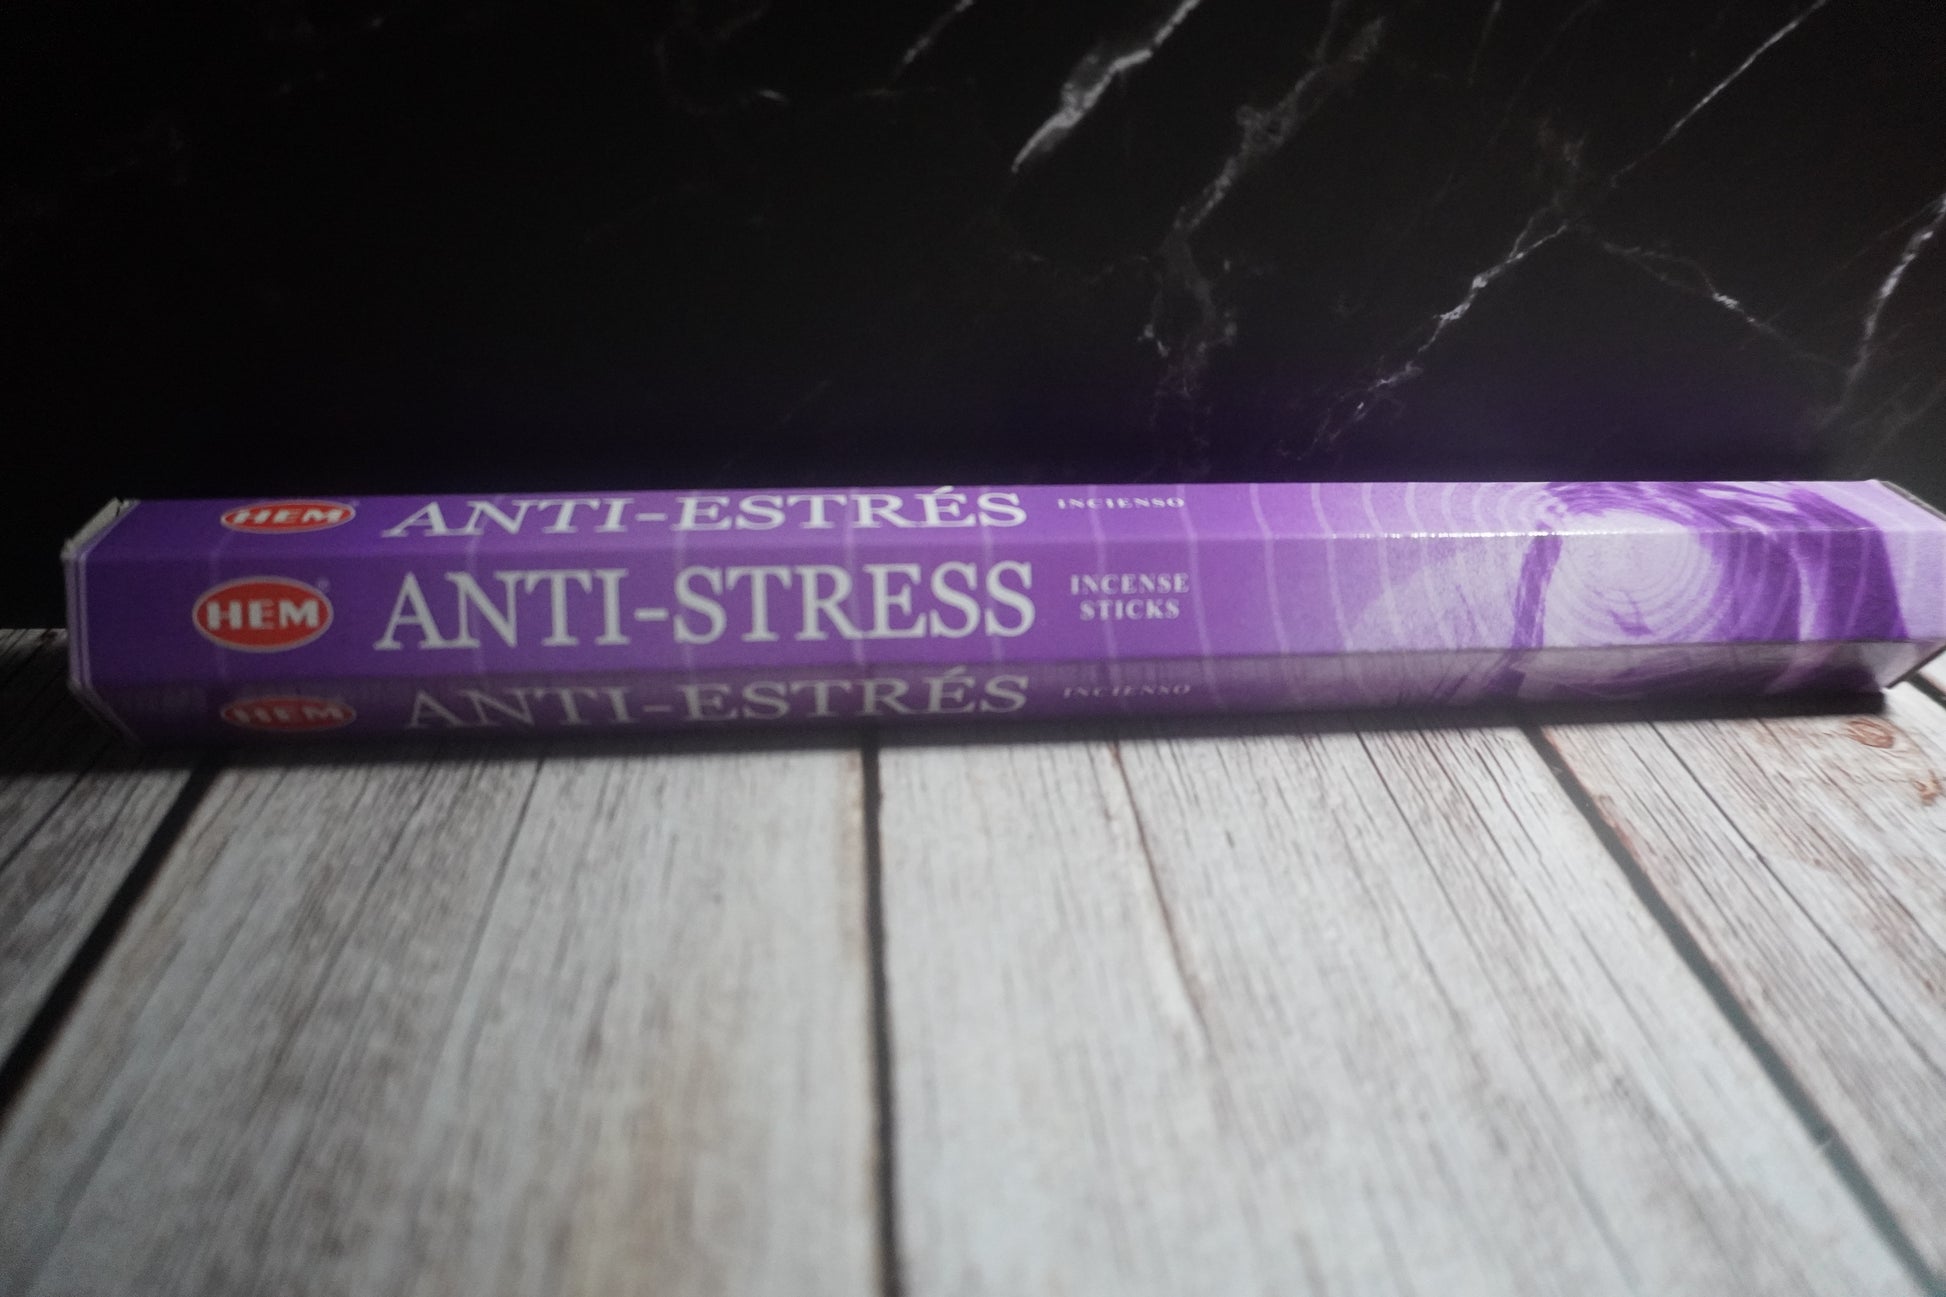 HEM ANTI-ESTRÉS INCIENSO
HEM® ANTI-STRESS INCENSE STICKS
HEM ANTI-ESTRÉS INCIENSO